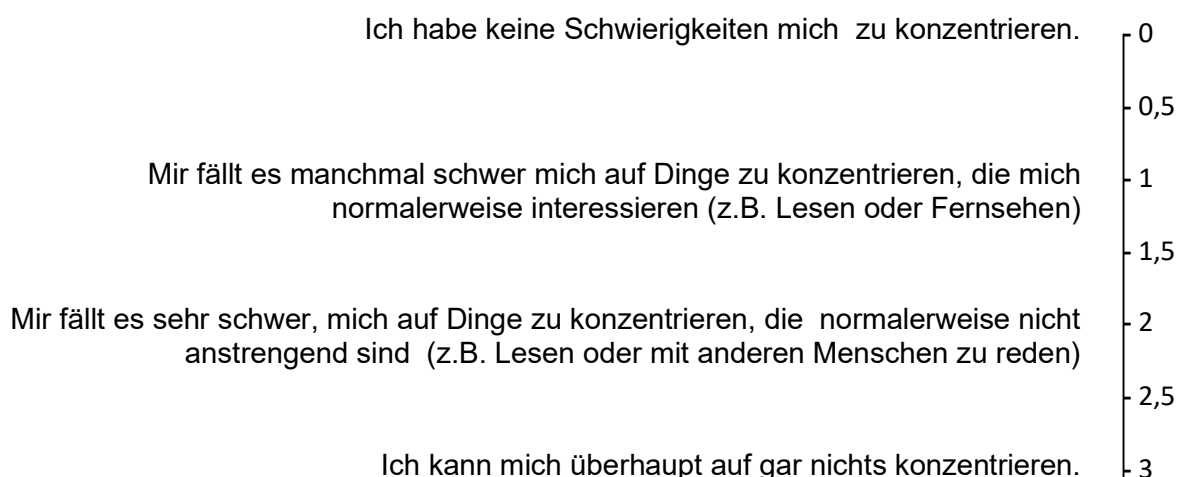 Ich habe keine Schwierigkeiten mich  zu konzentrieren.
0
0,5
Mir fällt es manchmal schwer mich auf Dinge zu konzentrieren, die mich
1
normalerweise interessieren (z.B. Lesen oder Fernsehen)
1,5
Mir fällt es sehr schwer, mich auf Dinge zu konzentrieren, die  normalerweise nicht
2
anstrengend sind  (z.B. Lesen oder mit anderen Menschen zu reden)
2,5
Ich kann mich überhaupt auf gar nichts konzentrieren.
3